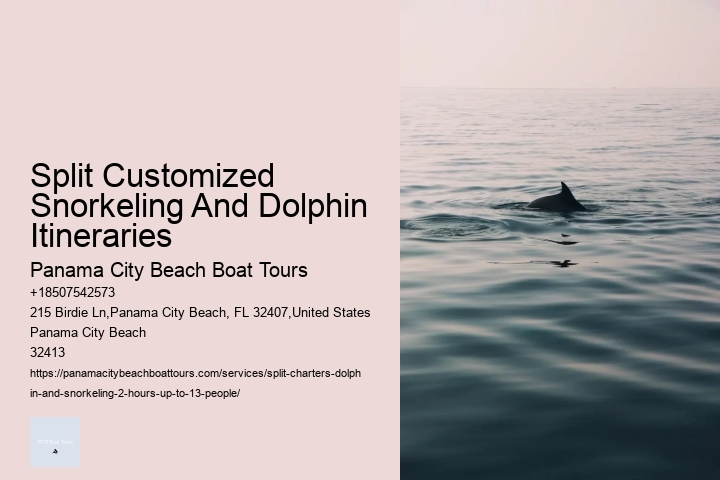 Split Customized
Snorkeling And Dolphin
Itineraries
Panama City Beach Boat Tours
+18507542573
215 Birdie Ln,Panama City Beach, FL 32407,United States
Panama City Beach
32413
https://panamacitybeachboattours.com/services/split-charters-dolph
in-and-snorkeling-2-hours-up-to-13-people/